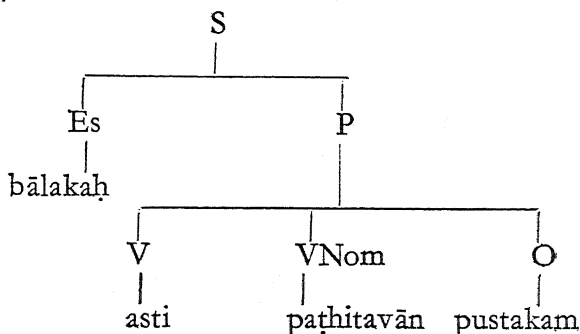 S
Es P
bālakaḥ
V VNom O
asti paṭhitavān pustakam